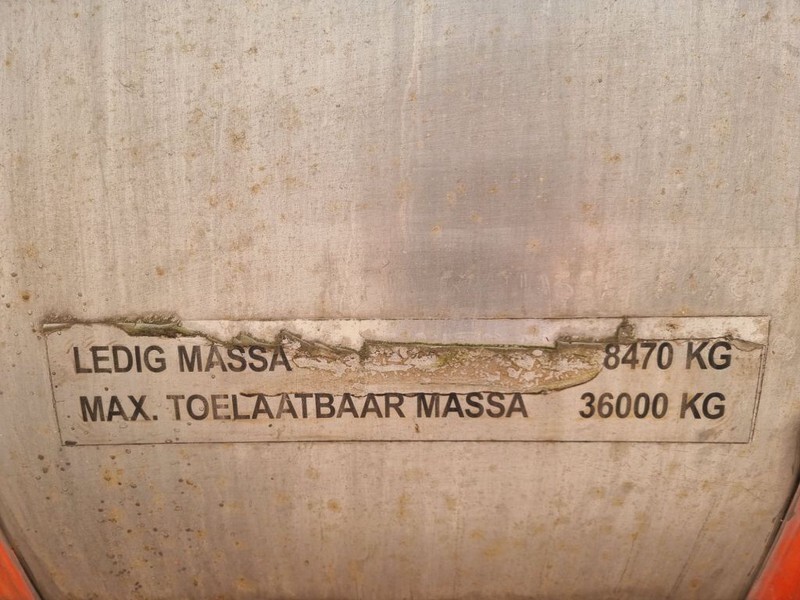 LEDIG MASSA 8470 KG
MAX. TOELAATBAAR MASSA 36000 KG